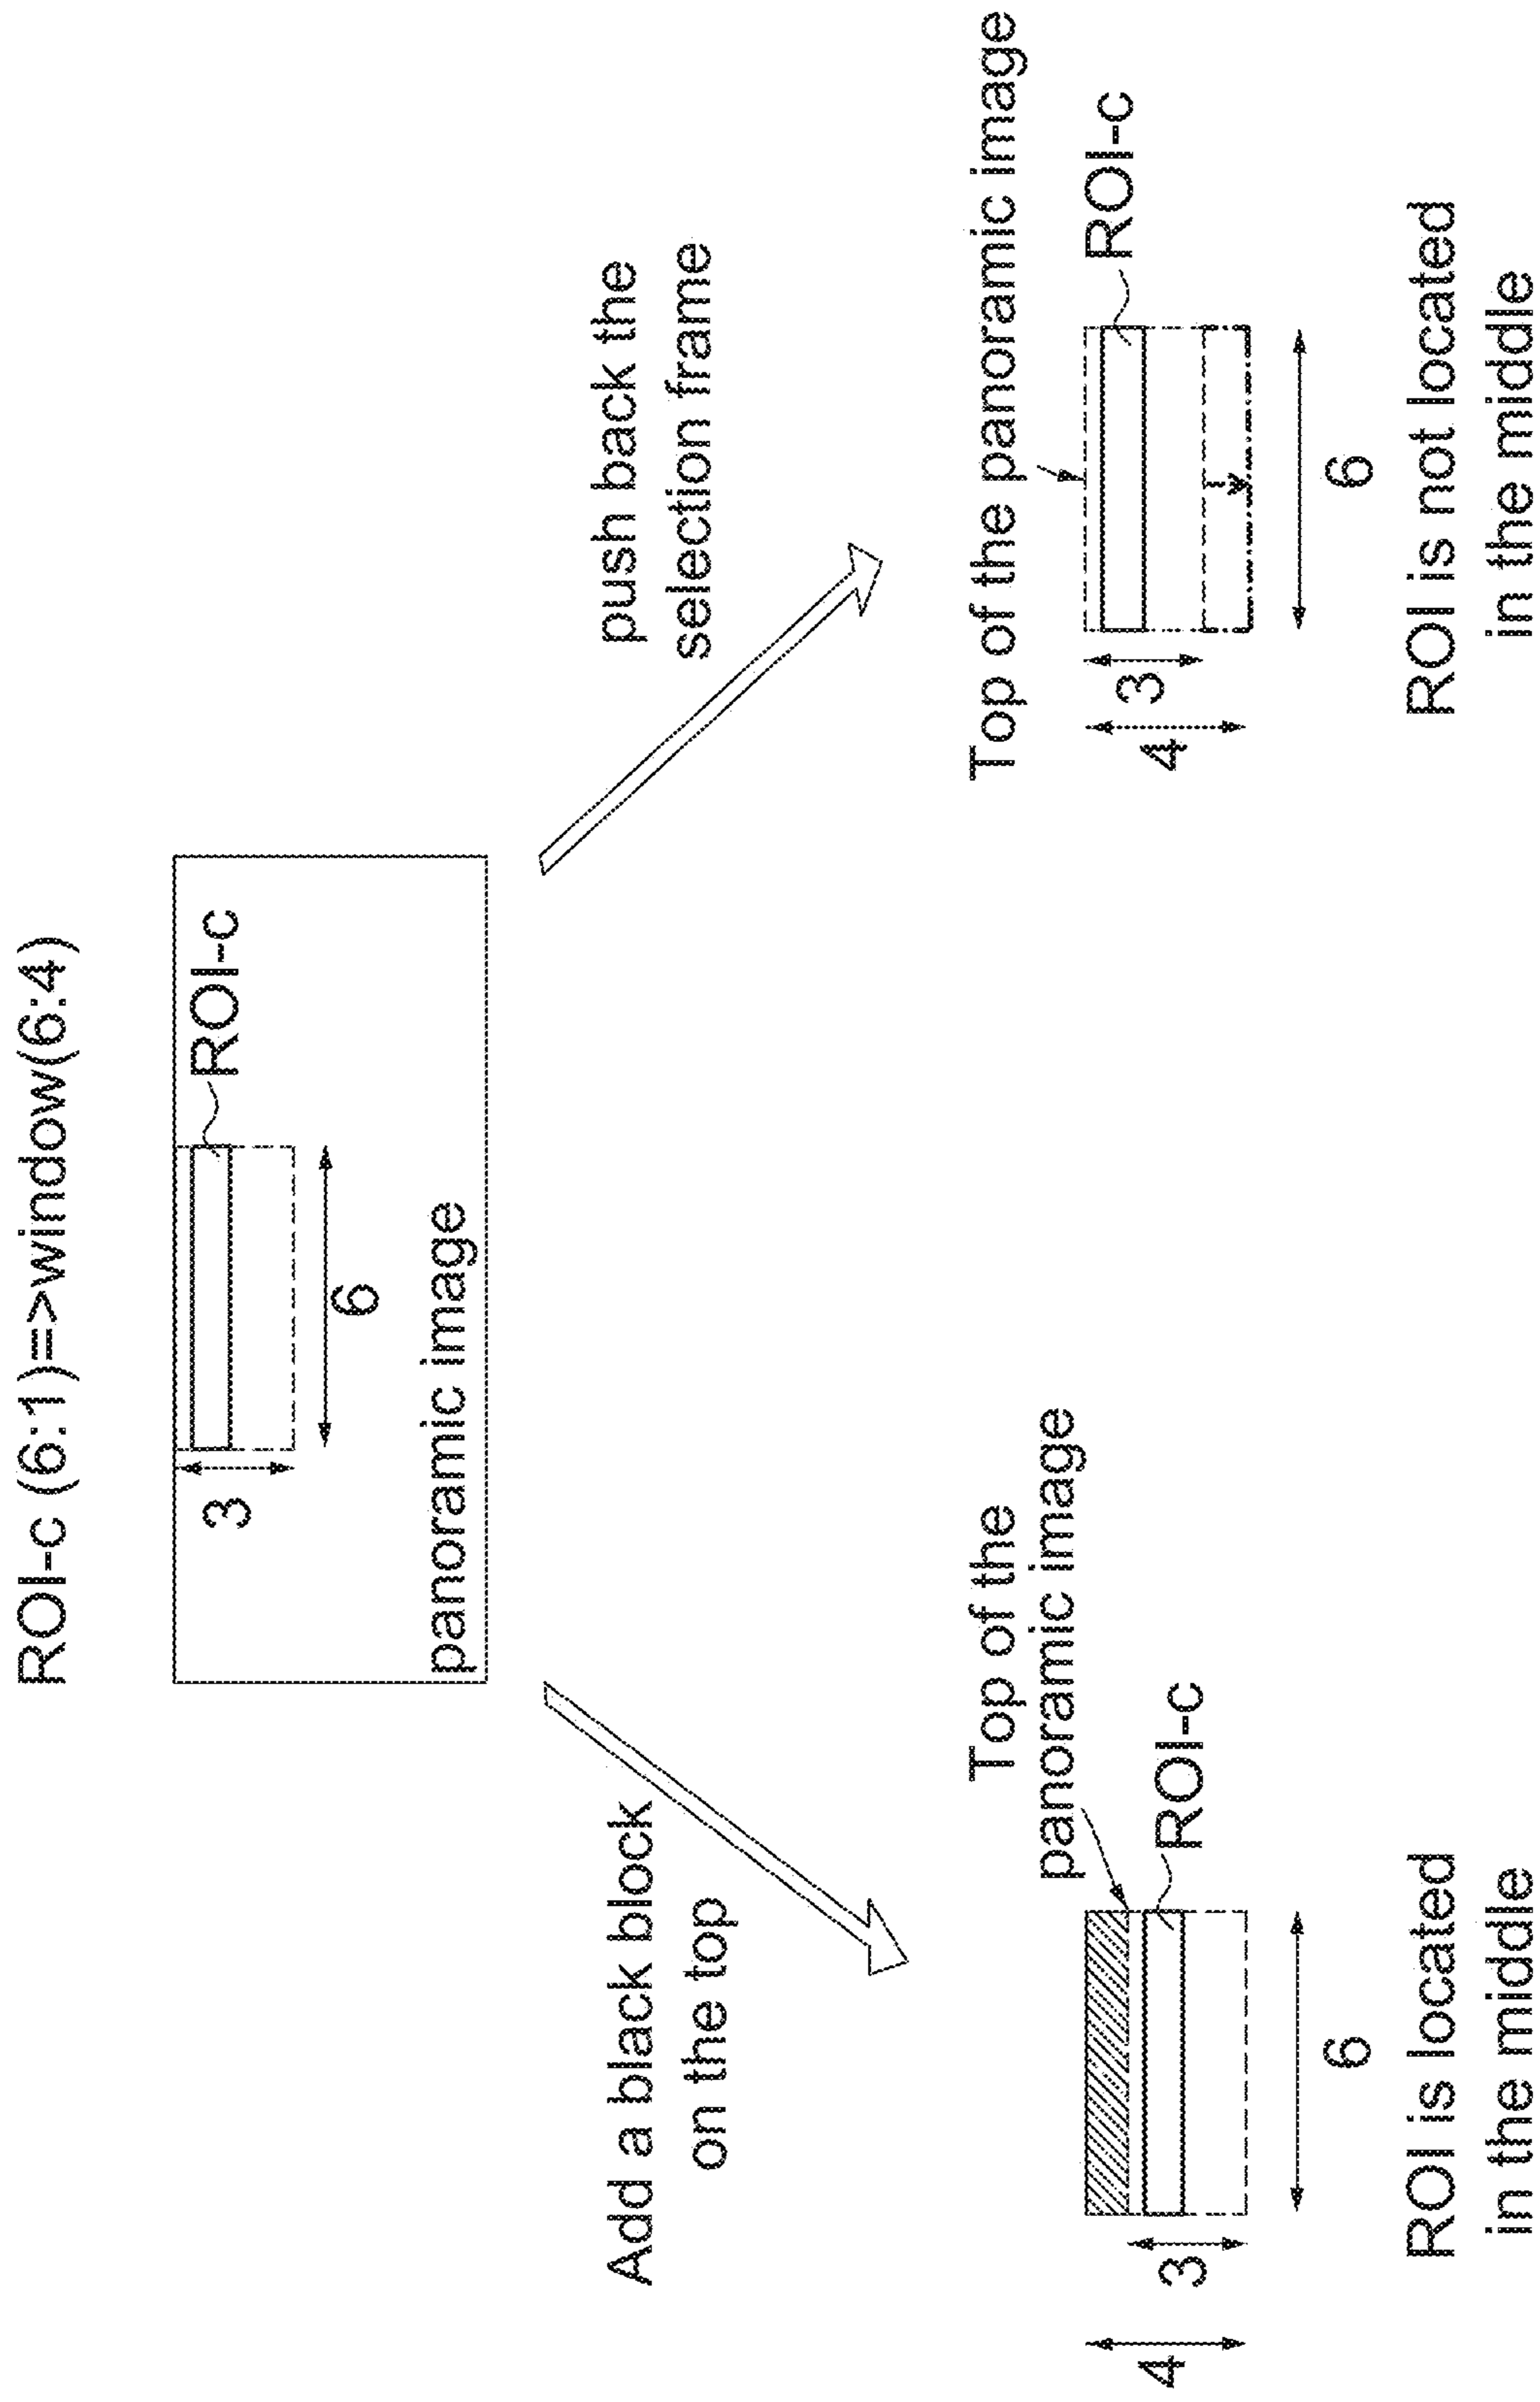 ROI-c (6:1)=>window(6:4)
ROI-c
3
6
panoramic image
Add a black block
on the top
push back the
selection frame
Top of the
panoramic image
ROI-c
4
3
6
ROI is located
in the middle
Top of the panoramic image
ROI-c
4
3
6
ROI is not located
in the middle